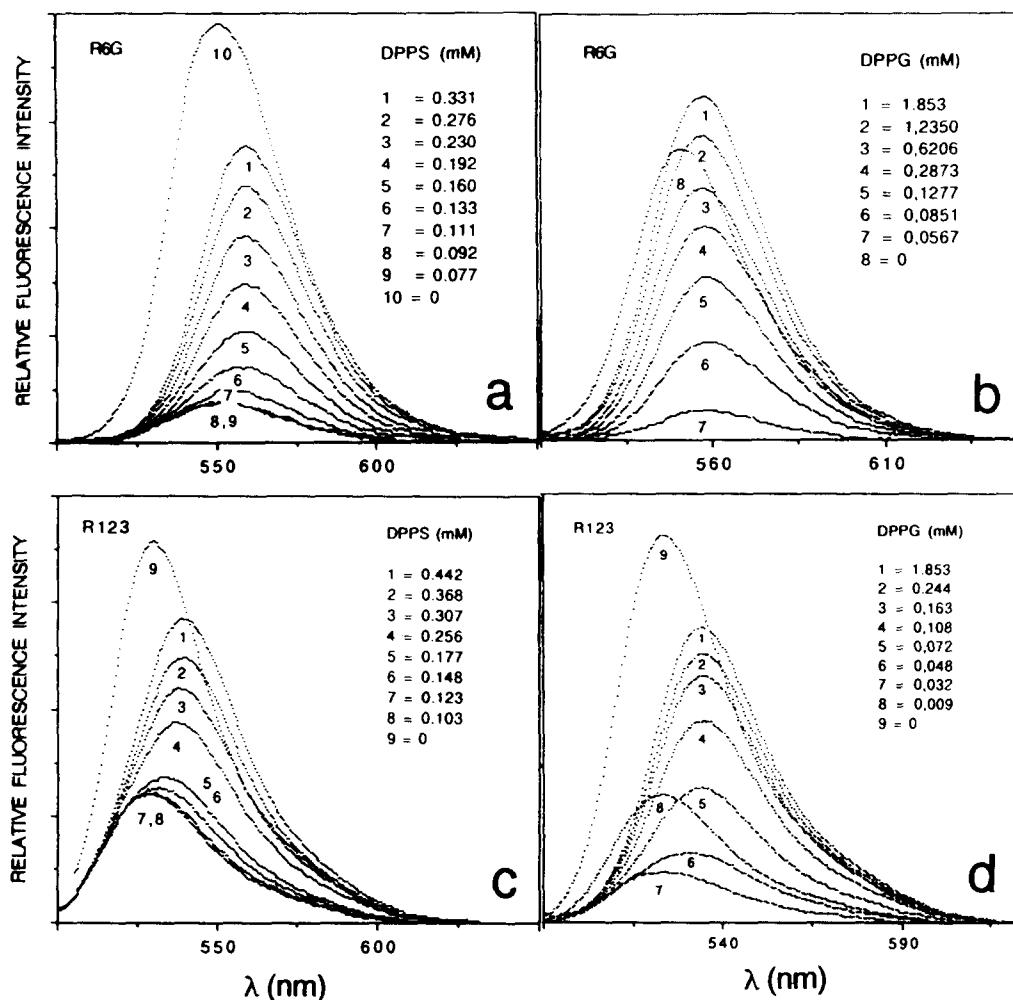 RELATIVE FLUORESCENCE INTENSITY
R6G
DPPS (mM)
1 = 0.331
2 = 0.276
3 = 0.230
4 = 0.192
5 = 0.160
6 = 0.133
7 = 0.111
8 = 0.092
9 = 0.077
10 = 0
10
1
2
3
4
5
6
7
8,9
a
550
600
R6G
DPPG (mM)
1 = 1.853
2 = 1,2350
3 = 0,6206
4 = 0,2873
5 = 0,1277
6 = 0,0851
7 = 0,0567
8 = 0
1
2
8
3
4
5
6
7
b
560
610
RELATIVE FLUORESCENCE INTENSITY
R123
DPPS (mM)
1 = 0.442
2 = 0.368
3 = 0.307
4 = 0.256
5 = 0.177
6 = 0.148
7 = 0.123
8 = 0.103
9 = 0
9
1
2
3
4
5
6
7,8
c
550
600
λ (nm)
R123
DPPG (mM)
1 = 1.853
2 = 0.244
3 = 0,163
4 = 0,108
5 = 0,072
6 = 0,048
7 = 0,032
8 = 0,009
9 = 0
9
1
2
3
4
8
5
6
7
d
540
590
λ (nm)